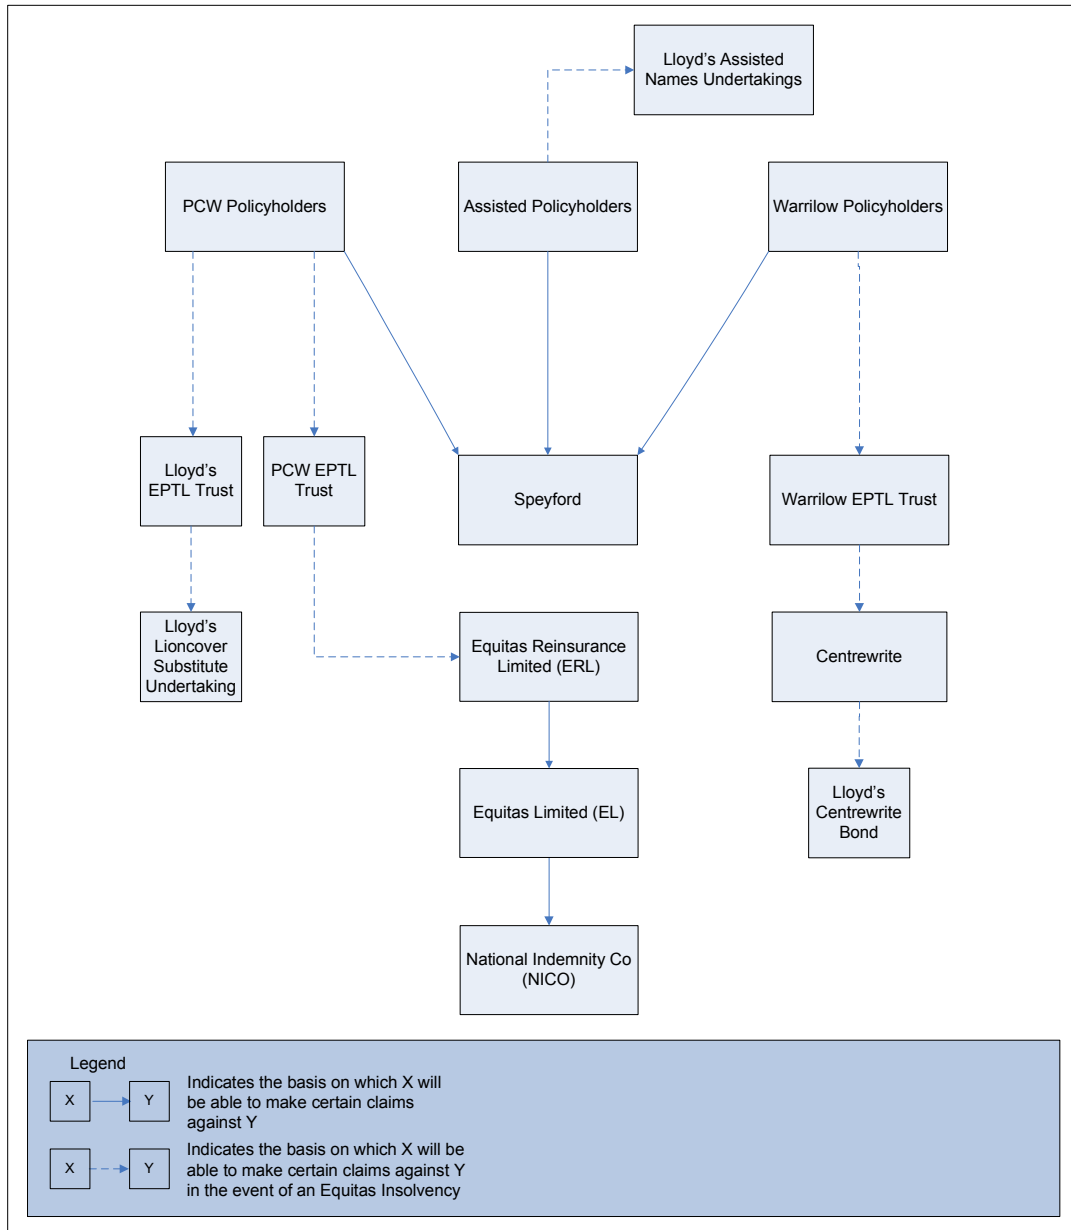 Lloyd's Assisted
Names Undertakings
PCW Policyholders
Assisted Policyholders
Warrilow Policyholders
Lloyd's
EPTL Trust
PCW EPTL
Trust
Speyford
Warrilow EPTL Trust
Lloyd's
Lioncover
Substitute
Undertaking
Equitas Reinsurance
Limited (ERL)
Centrewrite
Equitas Limited (EL)
Lloyd's
Centrewrite
Bond
National Indemnity Co
(NICO)
Legend
X
Y
Indicates the basis on which X will
be able to make certain claims
against Y
X
Y
Indicates the basis on which X will be
able to make certain claims against Y
in the event of an Equitas Insolvency